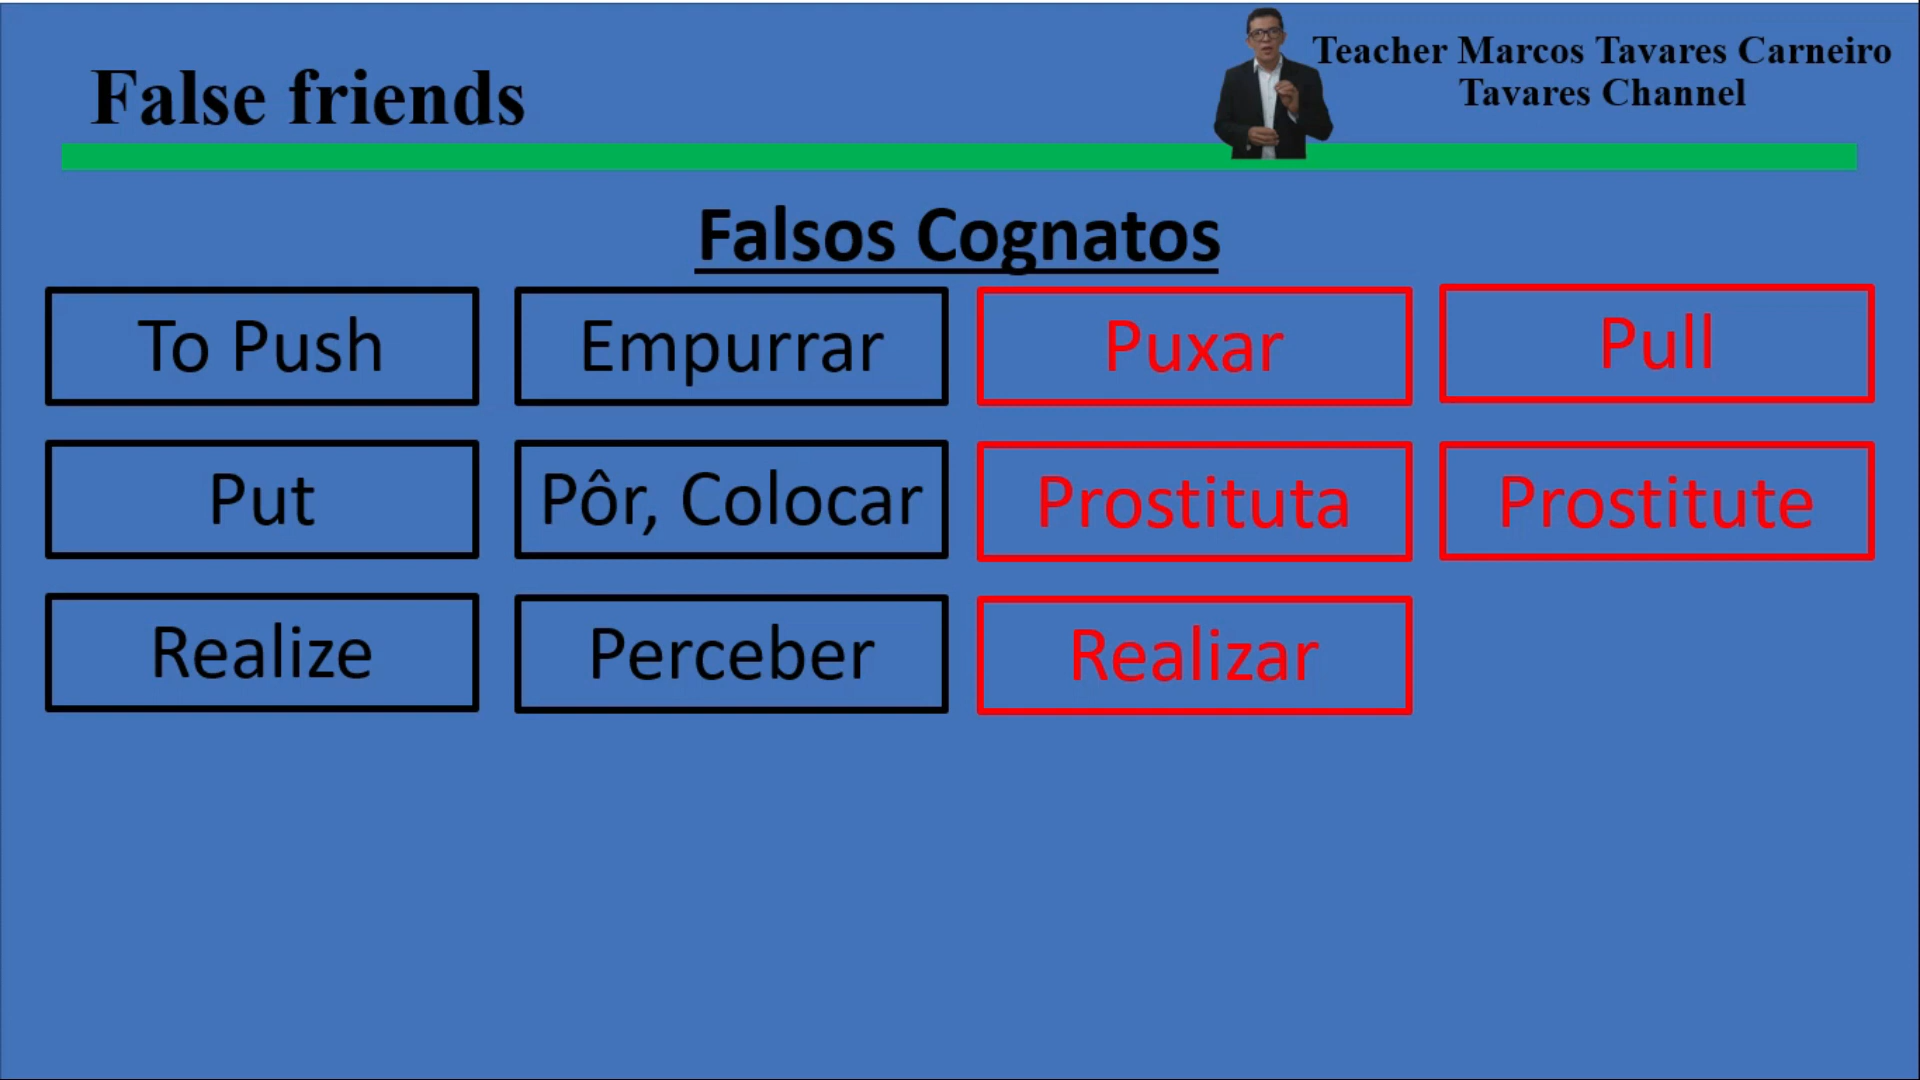 False friends
Teacher Marcos Tavares Carneiro
Tavares Channel
Falsos Cognatos
To Push
Empurrar
Puxar
Pull
Put
Pôr, Colocar
Prostituta
Prostitute
Realize
Perceber
Realizar